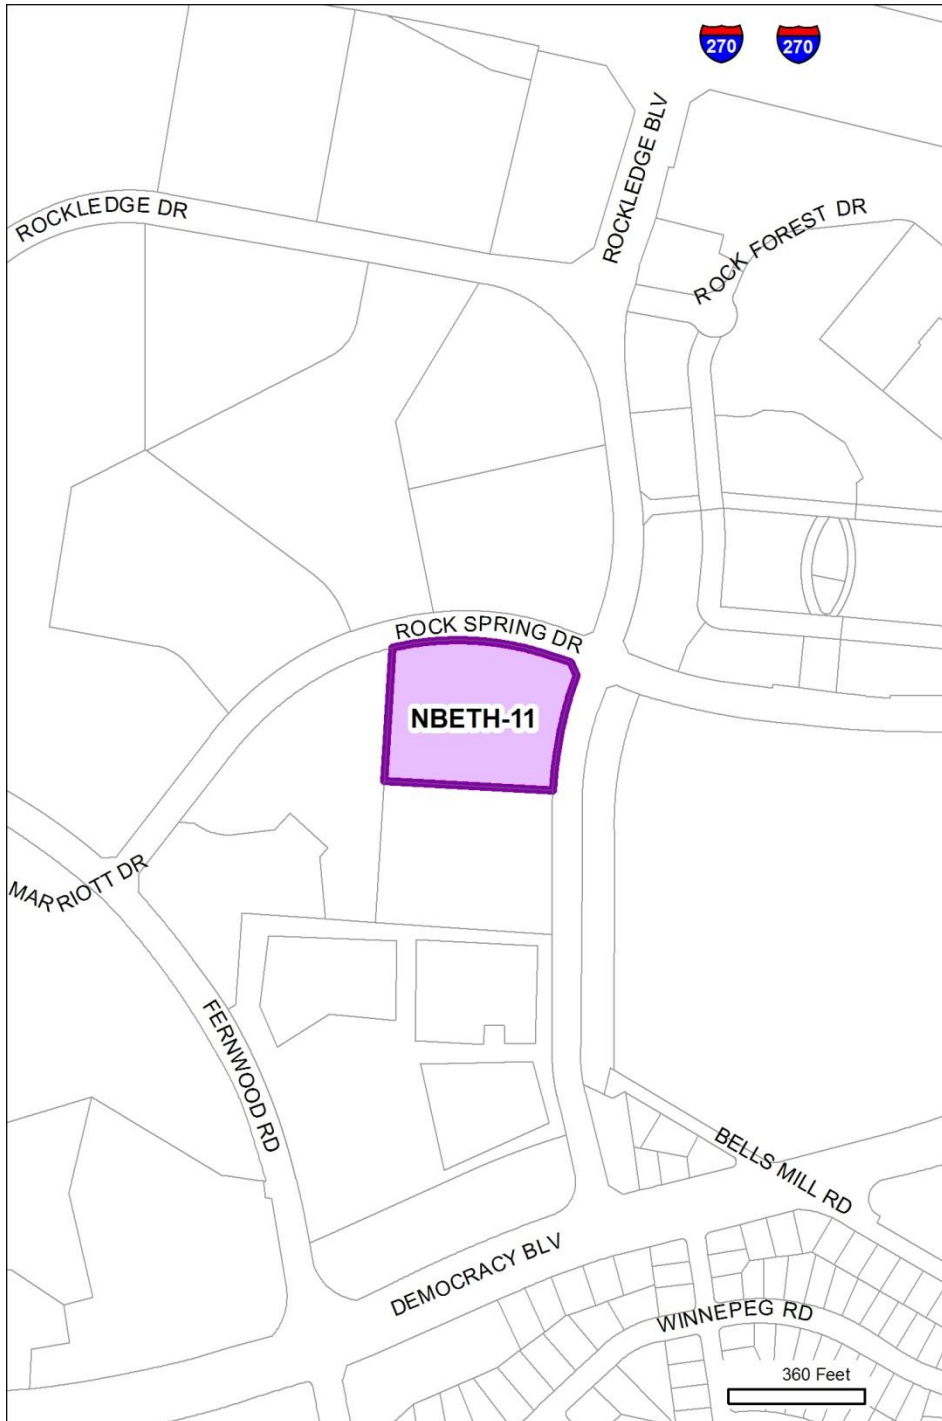 270 270
ROCKLEDGE BLV
ROCKLEDGE DR
ROCK FOREST DR
ROCK SPRING DR
NBETH-11
MARRIOTT DR
FERNWOOD RD
BELLS MILL RD
DEMOCRACY BLV
WINNEPEG RD
360 Feet